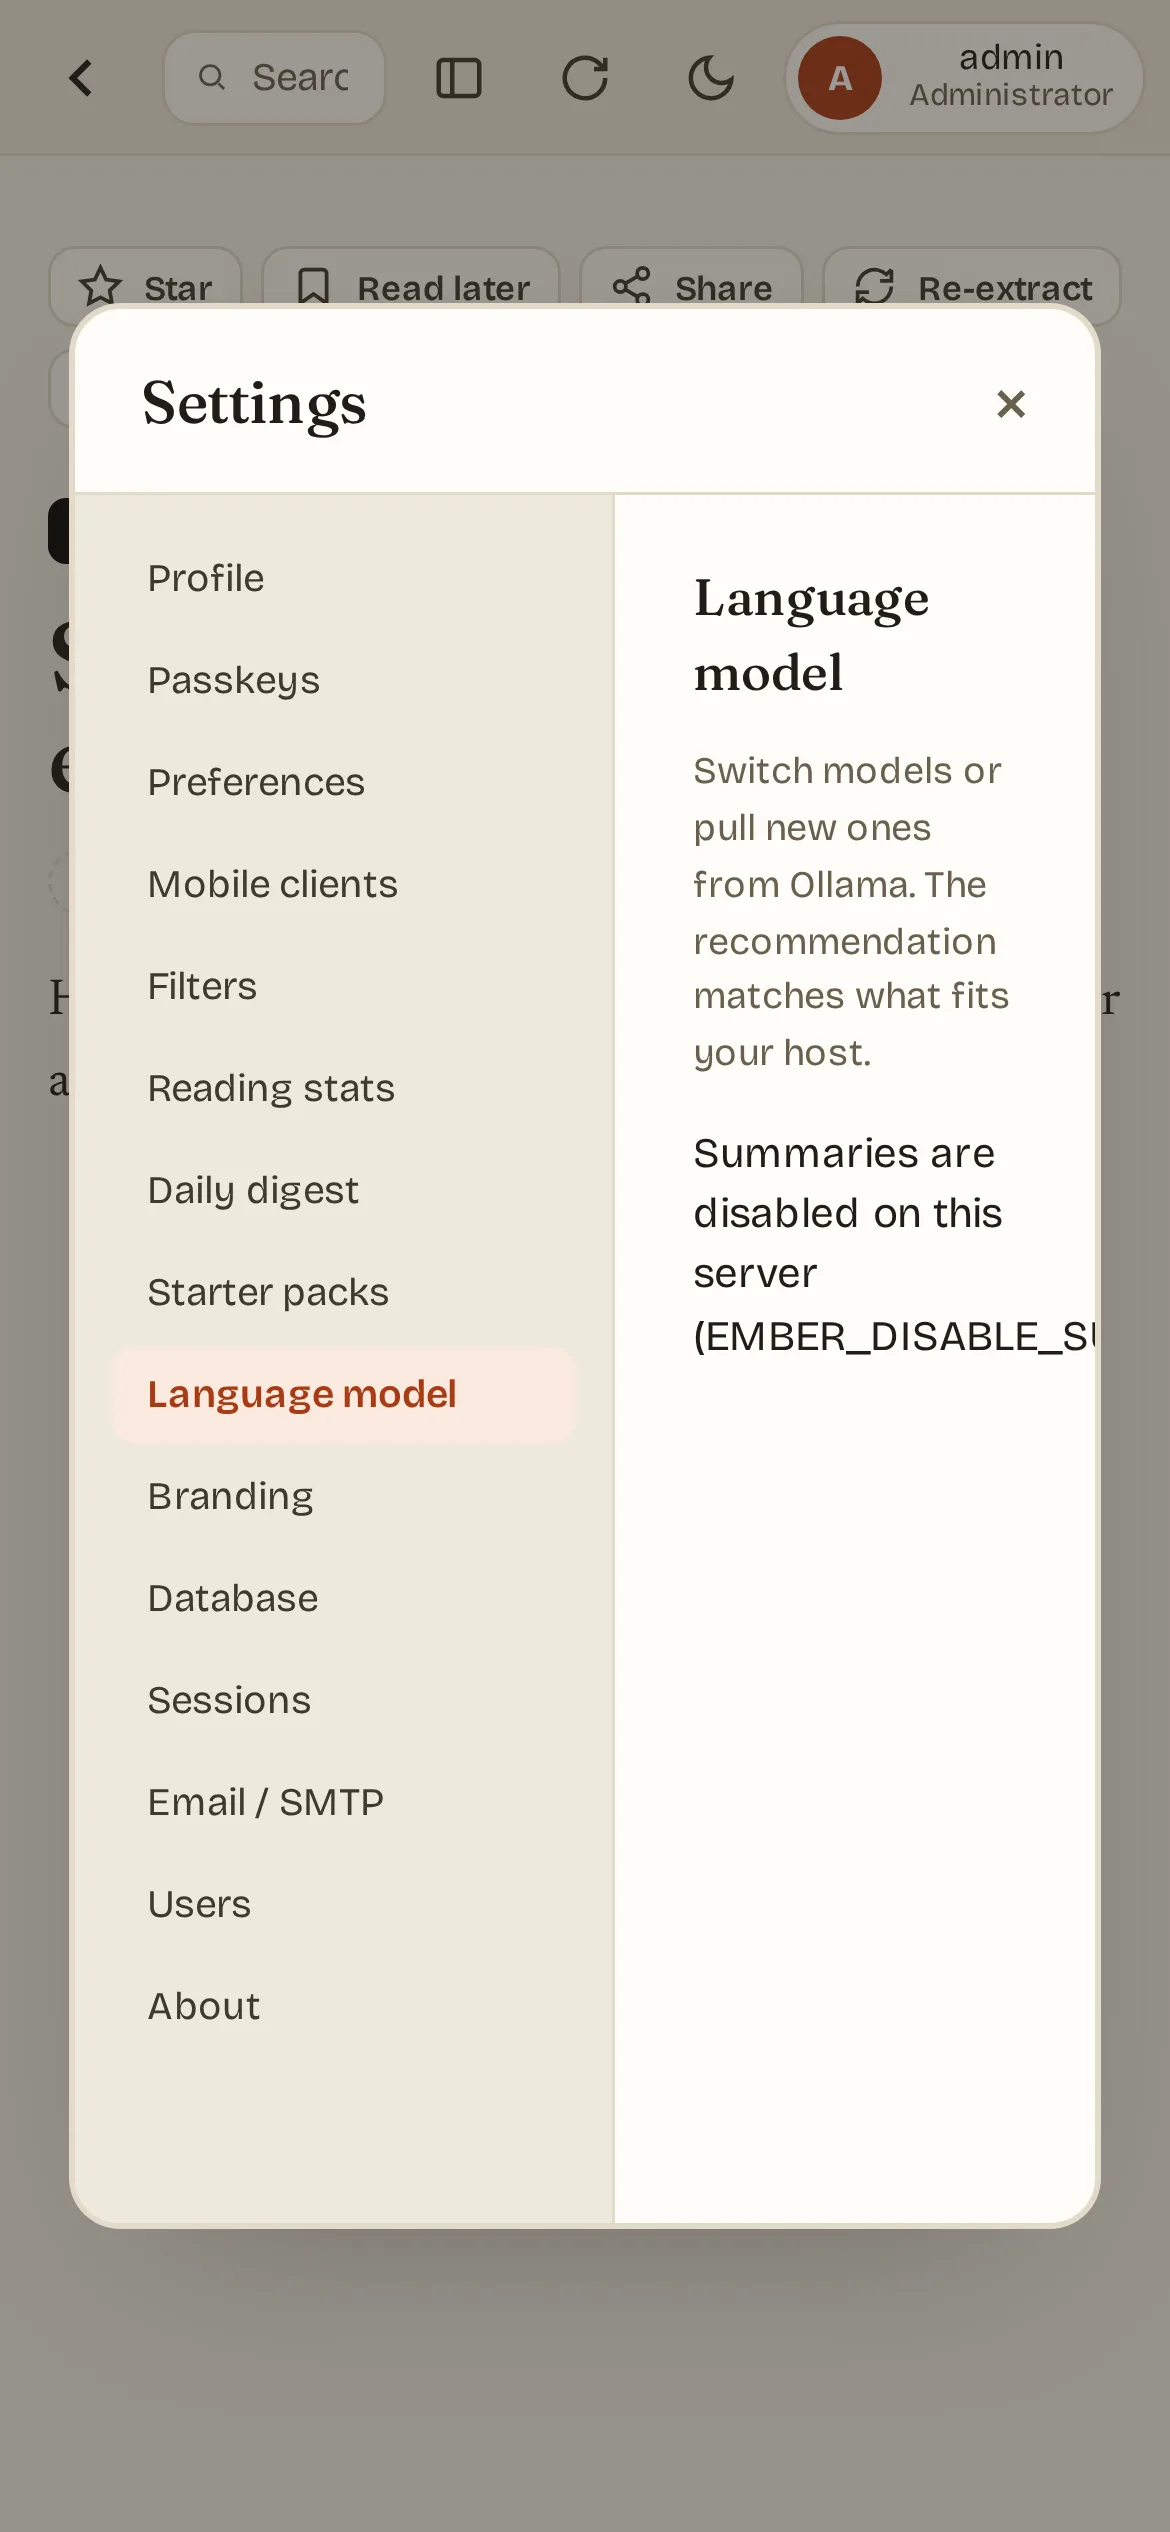 Searc
A
admin
Administrator
Star
Read later
Share
Re-extract
Settings
Profile
Passkeys
Preferences
Mobile clients
Filters
Reading stats
Daily digest
Starter packs
Language model
Branding
Database
Sessions
Email / SMTP
Users
About
Language
model
Switch models or
pull new ones
from Ollama. The
recommendation
matches what fits
your host.
Summaries are
disabled on this
server
(EMBER_DISABLE_SU